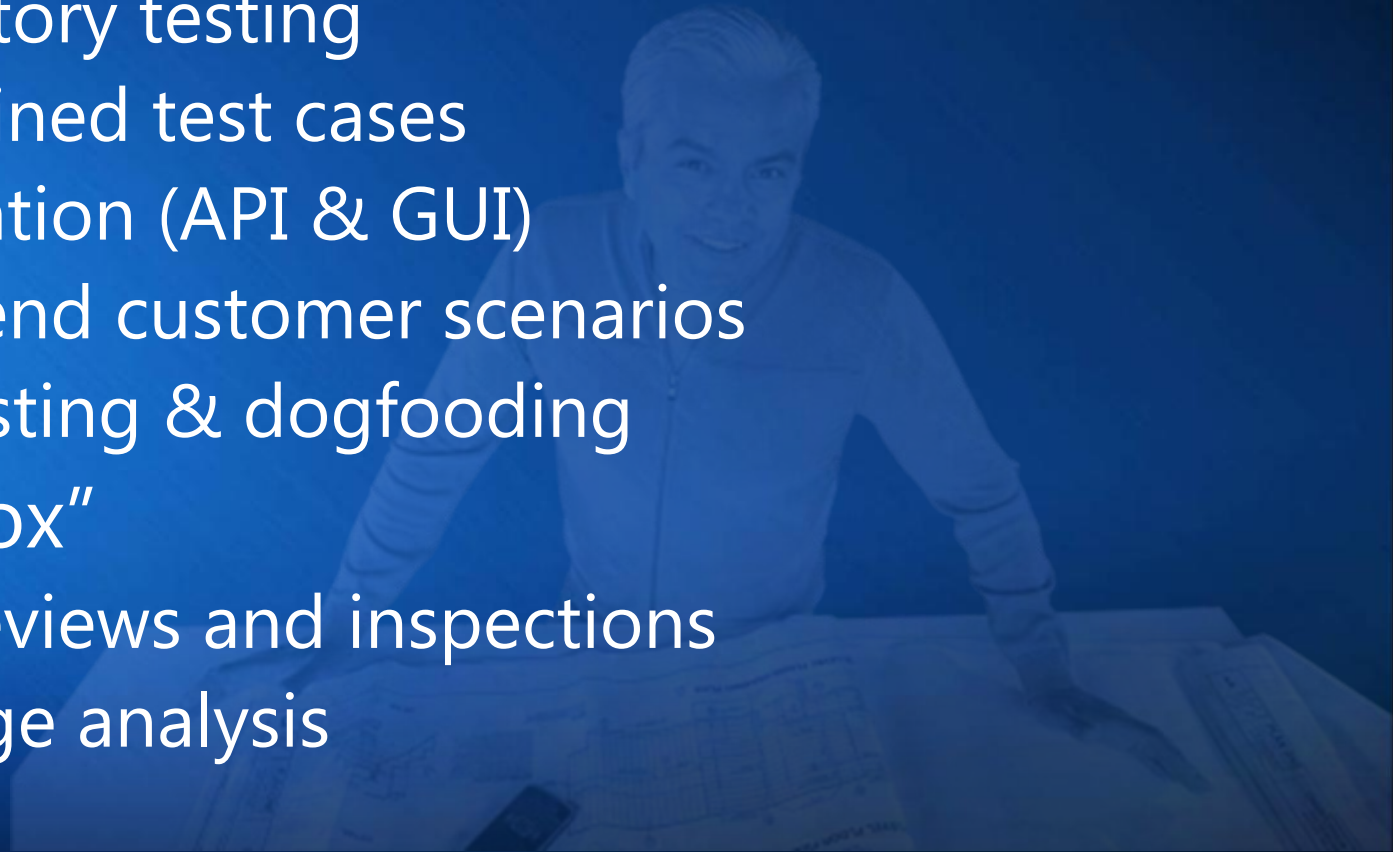 tory testing
ined test cases
ation (API & GUI)
end customer scenarios
sting & dogfooding
ox”
views and inspections
ge analysis